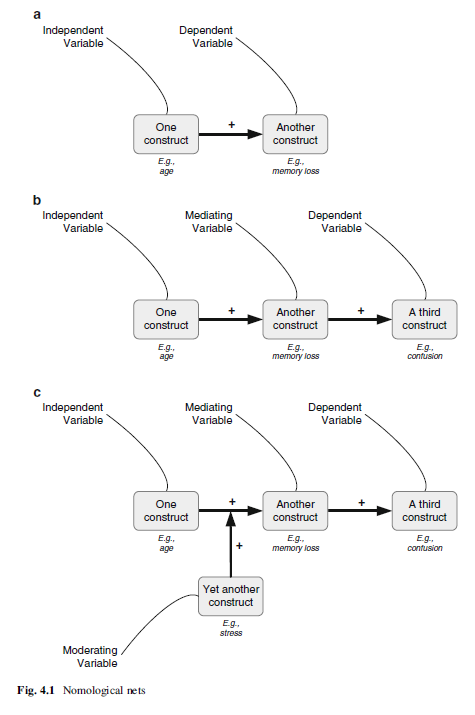 a
Independent
Variable
Dependent
Variable
One
construct
+
Another
construct
E.g.,
age
E.g.,
memory loss
b
Independent
Variable
Mediating
Variable
Dependent
Variable
One
construct
+
Another
construct
+
A third
construct
E.g.,
age
E.g.,
memory loss
E.g.,
confusion
c
Independent
Variable
Mediating
Variable
Dependent
Variable
One
construct
+
Another
construct
+
A third
construct
E.g.,
age
+
E.g.,
memory loss
E.g.,
confusion
Yet another
construct
E.g.,
stress
Moderating
Variable
Fig. 4.1 Nomological nets